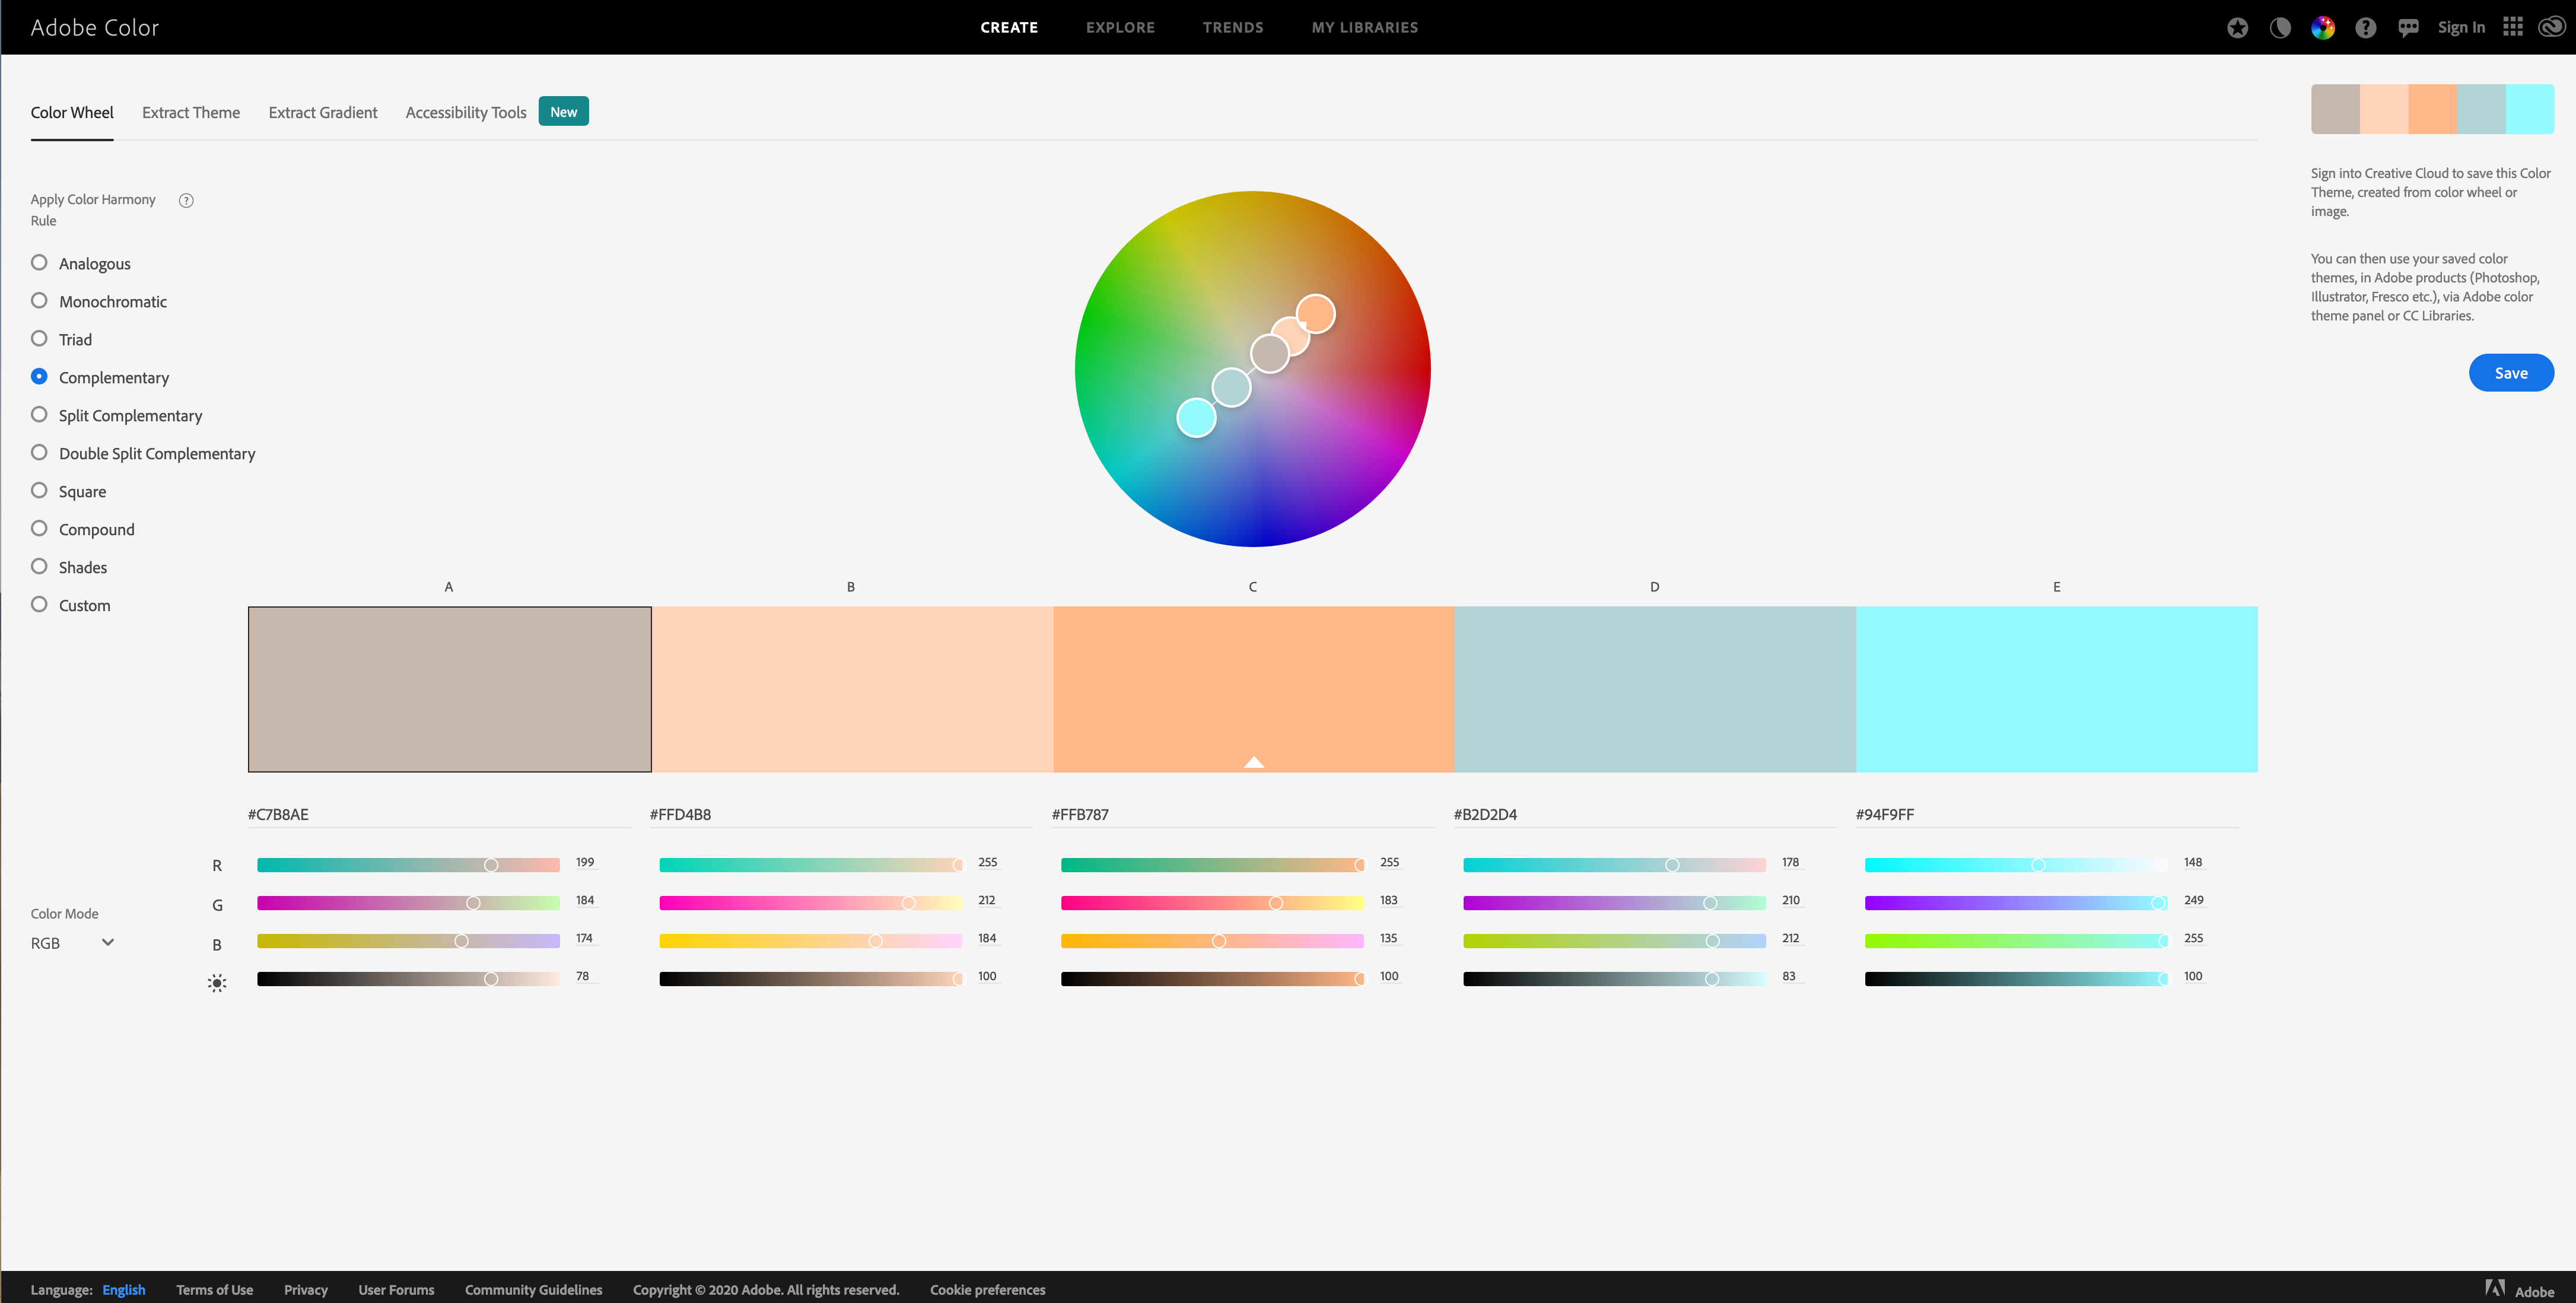 Adobe Color
CREATE EXPLORE TRENDS MY LIBRARIES
Sign In
Color Wheel Extract Theme Extract Gradient Accessibility Tools New
Apply Color Harmony
Rule
Analogous
Monochromatic
Triad
Complementary
Split Complementary
Double Split Complementary
Square
Compound
Shades
Custom
Sign into Creative Cloud to save this Color
Theme, created from color wheel or
image.
You can then use your saved color
themes, in Adobe products (Photoshop,
Illustrator, Fresco etc.), via Adobe color
theme panel or CC Libraries.
Save
A B C D E
#C7B8AE #FFD4B8 #FFB787 #B2D2D4 #94F9FF
R 199 255 255 178 148
G 184 212 183 210 249
B 174 184 135 212 255
78 100 100 83 100
Color Mode
RGB
Language: English Terms of Use Privacy User Forums Community Guidelines Copyright © 2020 Adobe. All rights reserved. Cookie preferences Adobe